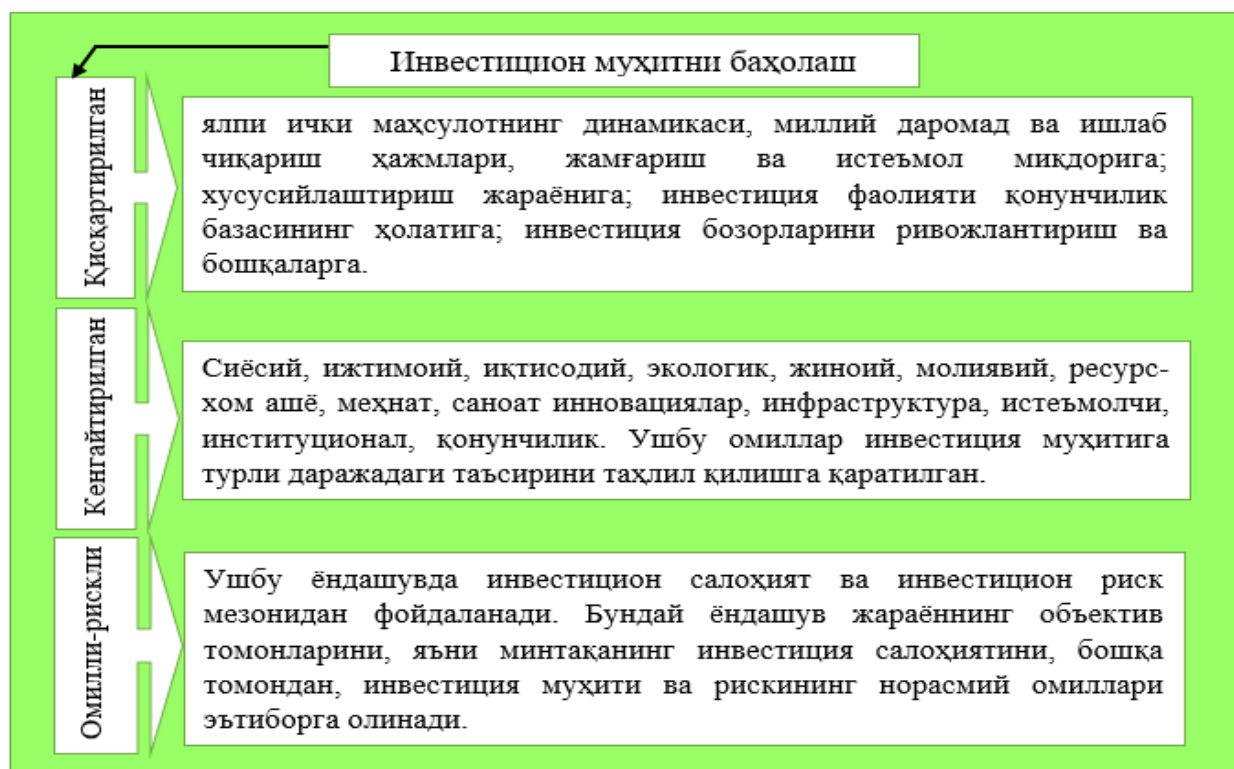 Инвестицион муҳитни баҳолаш
Қисқартирилган
ялпи ички маҳсулотнинг динамикаси, миллий даромад ва ишлаб
чиқариш ҳажмлари, жамғариш ва истеъмол миқдорига;
хусусийлаштириш жараёнига; инвестиция фаолияти қонунчилик
базасининг ҳолатига; инвестиция бозорларини ривожлантириш ва
бошқаларга.
Кенгайтирилган
Сиёсий, ижтимоий, иқтисодий, экологик, жиноий, молиявий, ресурс-
хом ашё, меҳнат, саноат инновациялар, инфраструктура, истеъмолчи,
институционал, қонунчилик. Ушбу омиллар инвестиция муҳитига
турли даражадаги таъсирини таҳлил қилишга қаратилган.
Омилли-рискли
Ушбу ёндашувда инвестицион салоҳият ва инвестицион риск
мезонидан фойдаланади. Бундай ёндашув жараённинг объектив
томонларини, яъни минтақанинг инвестиция салоҳиятини, бошқа
томондан, инвестиция муҳити ва рискининг норасмий омиллари
эътиборга олинади.